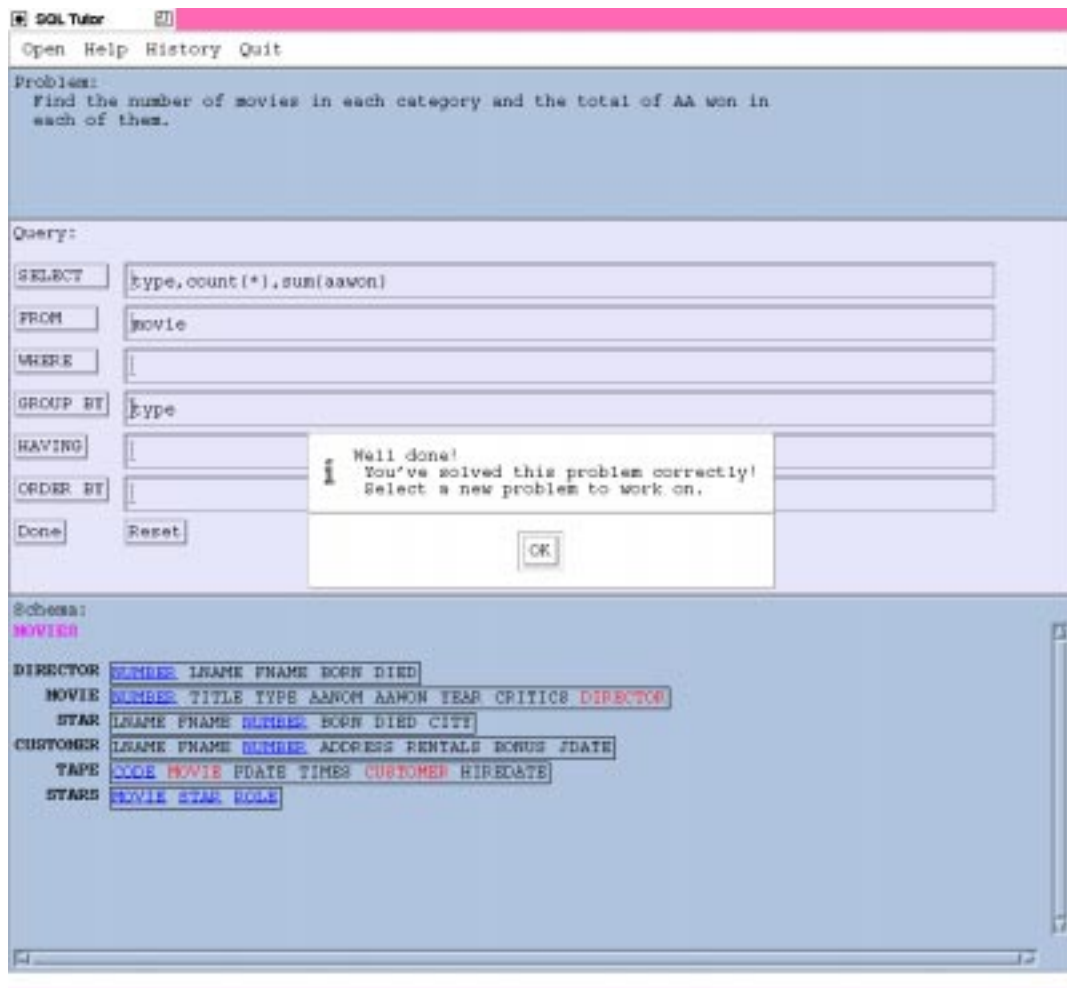 SQL Tutor
Open Help History Quit
Problem:
Find the number of movies in each category and the total of AA won in
each of them.
Query:
SELECT type,count(*),sum(aawon)
FROM movie
WHERE
GROUP BY type
HAVING
ORDER BY
Done Reset
Well done!
You've solved this problem correctly!
Select a new problem to work on.
OK
Schema:
MOVIES
DIRECTOR NUMBER LNAME FNAME BORN DIED
MOVIE NUMBER TITLE TYPE AANOM AAWON YEAR CRITICS DIRECTOR
STAR LNAME FNAME NUMBER BORN DIED CITY
CUSTOMER LNAME FNAME NUMBER ADDRESS RENTALS BONUS JDATE
TAPE CODE MOVIE PDATE TIMES CUSTOMER HIREDATE
STARS MOVIE STAR ROLE